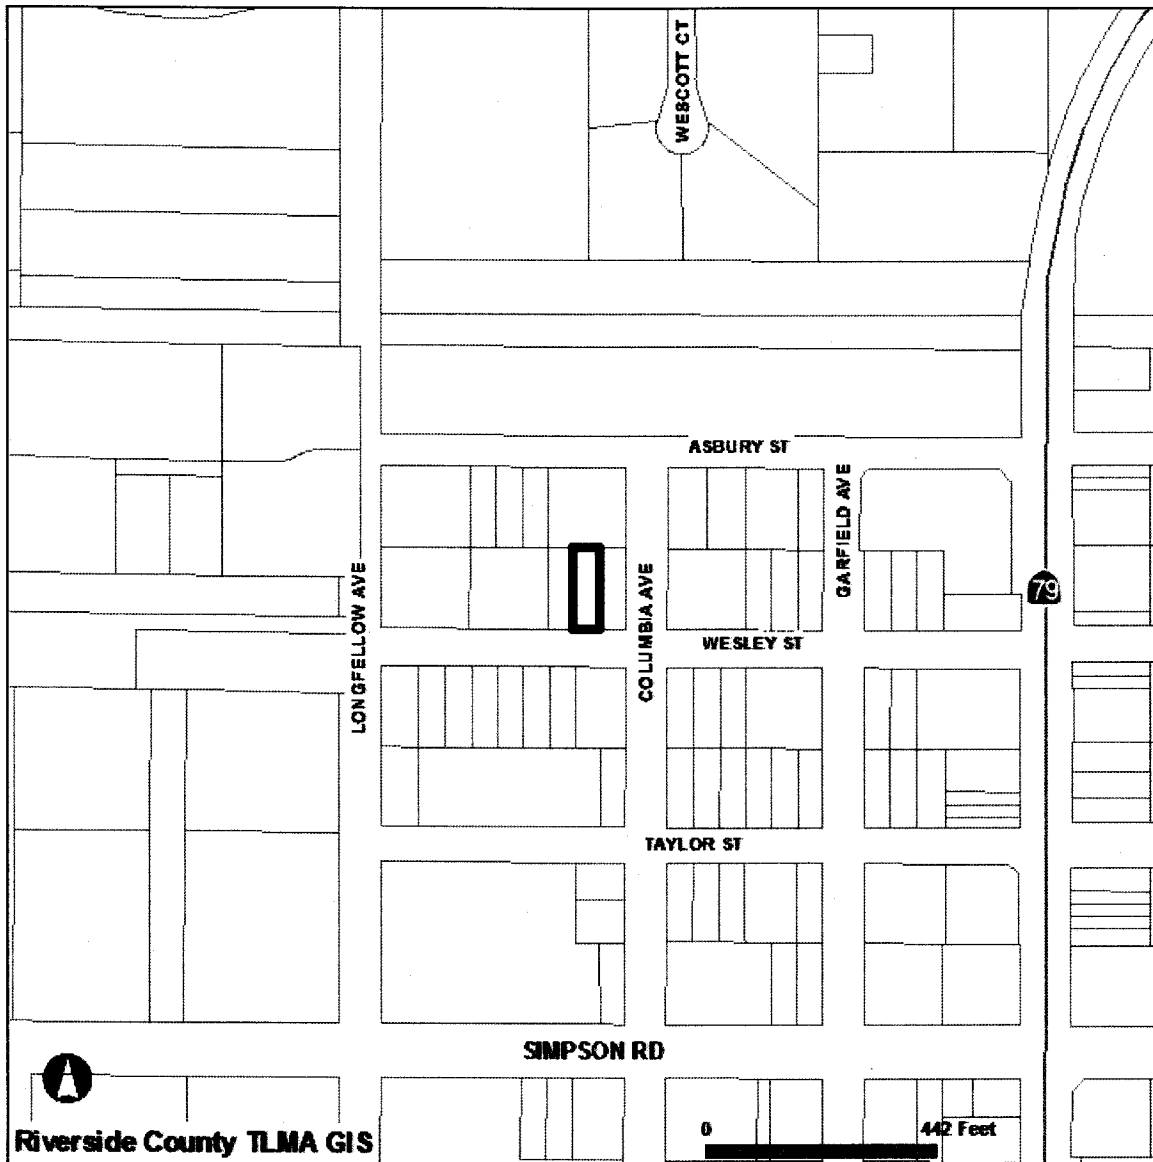 WESCOTT CT
ASBURY ST
GARFIELD AVE
LONGFELLOW AVE
COLUMBIA AVE
79
WESLEY ST
TAYLOR ST
SIMPSON RD
Riverside County TLMA GIS
0 442 Feet